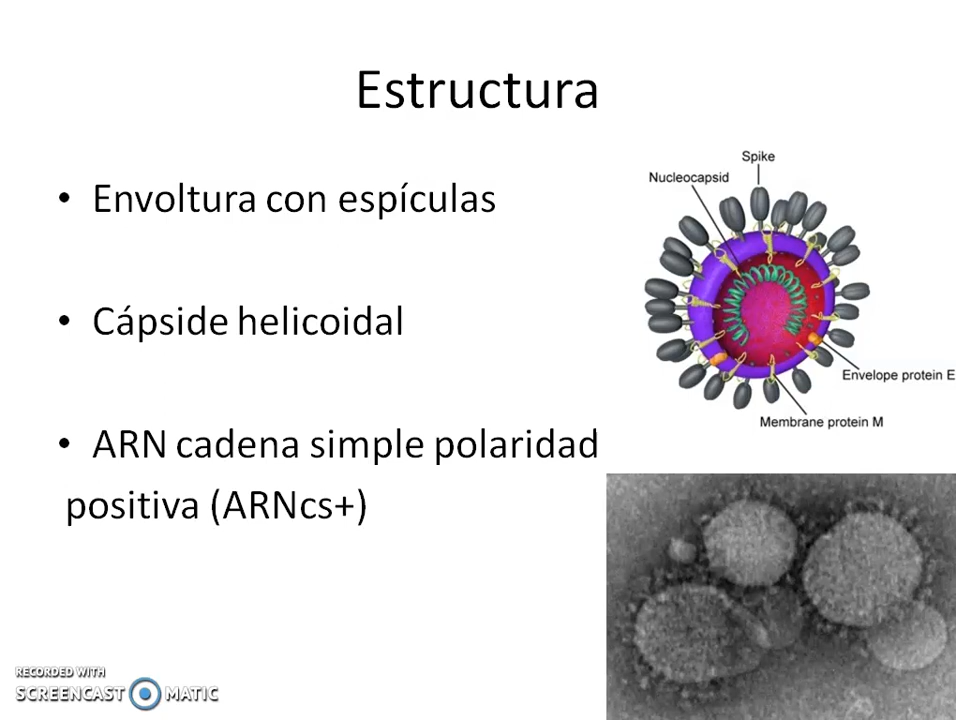 Estructura
• Envoltura con espículas
• Cápside helicoidal
• ARN cadena simple polaridad
positiva (ARNcs+)
Spike
Nucleocapsid
Envelope protein E
Membrane protein M
RECORDED WITH
SCREENCAST MATIC